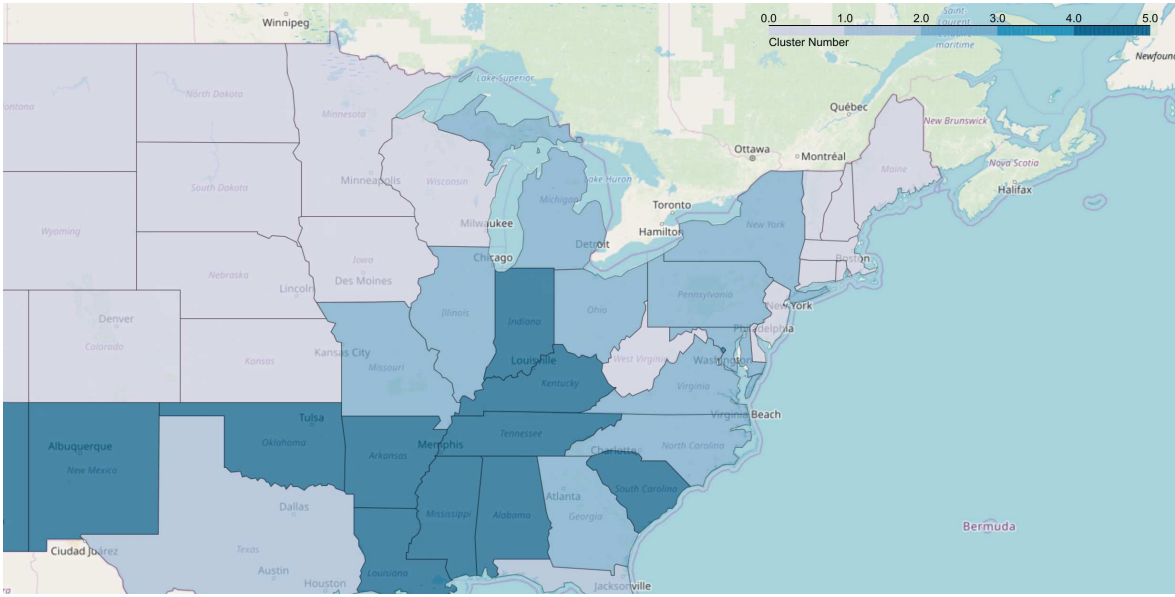 0.0 1.0 2.0 3.0 4.0 5.0
Cluster Number
Winnipeg
Saint
Laurent
maritime
Newfoun
Lake Superior
ontana
North Dakota
Minnesota
Québec
New Brunswick
Ottawa
Montréal
Maine
Nova Scotia
Halifax
South Dakota
Minneapolis
Wisconsin
Lake Huron
Michigan
Toronto
Hamilton
Milwaukee
New York
Wyoming
Detroit
Chicago
Boston
Iowa
Des Moines
Nebraska
Lincoln
Pennsylvania
New York
Illinois
Ohio
Indiana
Denver
Colorado
Philadelphia
Kansas City
Kansas
Missouri
Louisville
West Virginia
Washington
Kentucky
Virginia
Virginia Beach
Tulsa
Oklahoma
Albuquerque
New Mexico
Memphis
Tennessee
Arkansas
Charlotte
North Carolina
South Carolina
Atlanta
Georgia
Mississippi
Alabama
Dallas
Bermuda
Ciudad Juárez
Texas
Austin
Houston
Louisiana
Jacksonville
ra